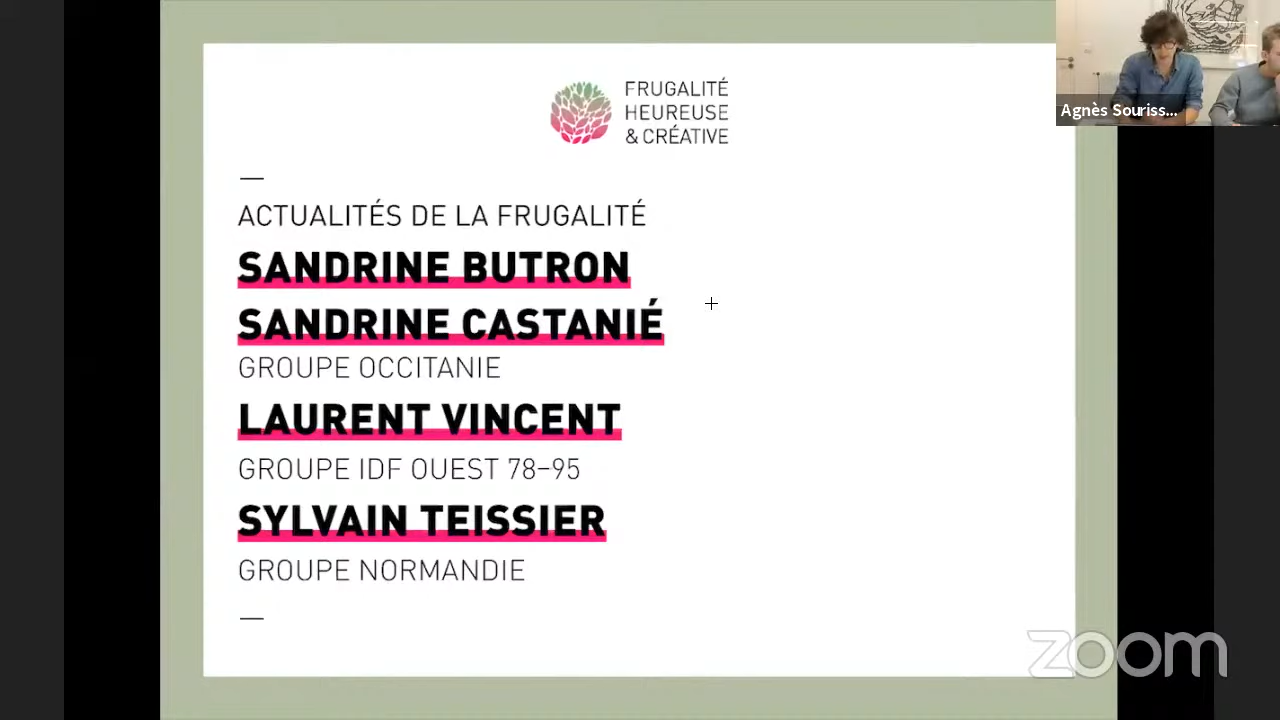 FRUGALITÉ
HEUREUSE
& CRÉATIVE
Agnès Souriss...
ACTUALITÉS DE LA FRUGALITÉ
SANDRINE BUTRON
SANDRINE CASTANIÉ
GROUPE OCCITANIE
LAURENT VINCENT
GROUPE IDF OUEST 78–95
SYLVAIN TEISSIER
GROUPE NORMANDIE
zoom